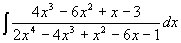 ∫ (4x³ − 6x² + x − 3)/(2x⁴ − 4x³ + x² − 6x − 1) dx